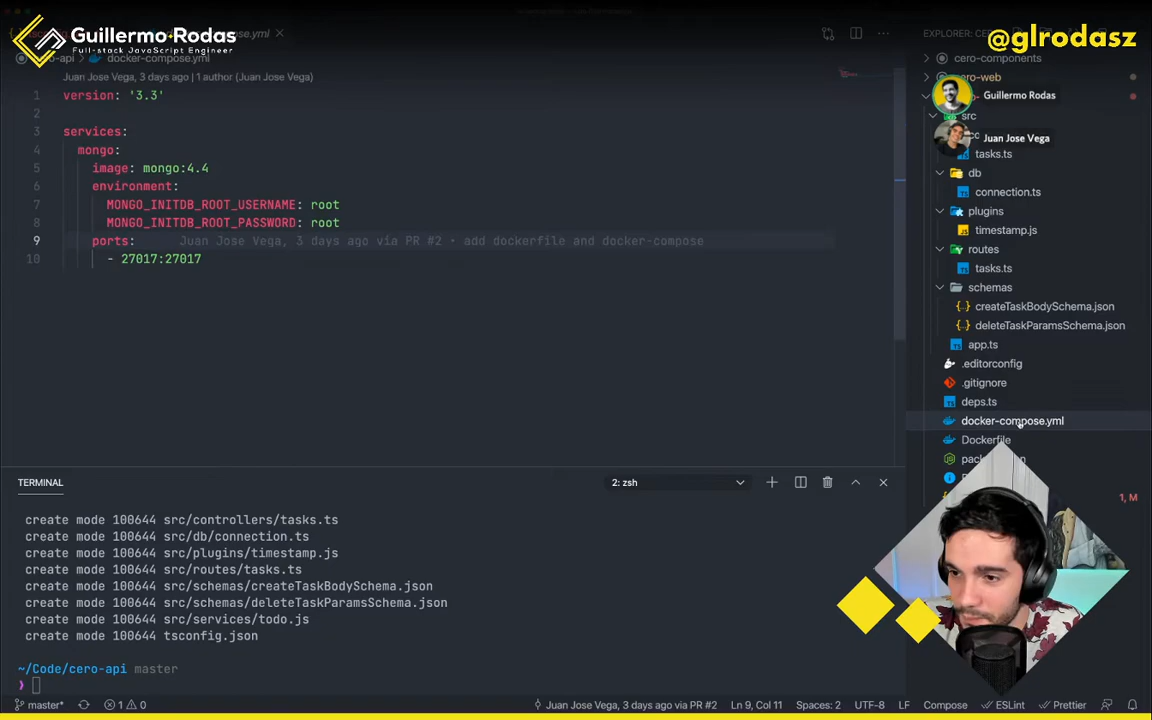 Guillermo Rodas
Full-stack JavaScript Engineer
.yml
@glrodasz
o-api > docker-compose.yml
Juan Jose Vega, 3 days ago | 1 author (Juan Jose Vega)
1 version: '3.3'
2
3 services:
4 mongo:
5 image: mongo:4.4
6 environment:
7 MONGO_INITDB_ROOT_USERNAME: root
8 MONGO_INITDB_ROOT_PASSWORD: root
9 ports: Juan Jose Vega, 3 days ago via PR #2 • add dockerfile and docker-compose
10 - 27017:27017
cero-components
o-web
Guillermo Rodas
src
Juan Jose Vega
tasks.ts
db
connection.ts
plugins
timestamp.js
routes
tasks.ts
schemas
createTaskBodySchema.json
deleteTaskParamsSchema.json
app.ts
.editorconfig
.gitignore
deps.ts
docker-compose.yml
Dockerfile
1, M
TERMINAL
2: zsh
create mode 100644 src/controllers/tasks.ts
create mode 100644 src/db/connection.ts
create mode 100644 src/plugins/timestamp.js
create mode 100644 src/routes/tasks.ts
create mode 100644 src/schemas/createTaskBodySchema.json
create mode 100644 src/schemas/deleteTaskParamsSchema.json
create mode 100644 src/services/todo.js
create mode 100644 tsconfig.json
~/Code/cero-api master
❯
master* 1 0 Juan Jose Vega, 3 days ago via PR #2 Ln 9, Col 11 Spaces: 2 UTF-8 LF Compose ESLint Prettier